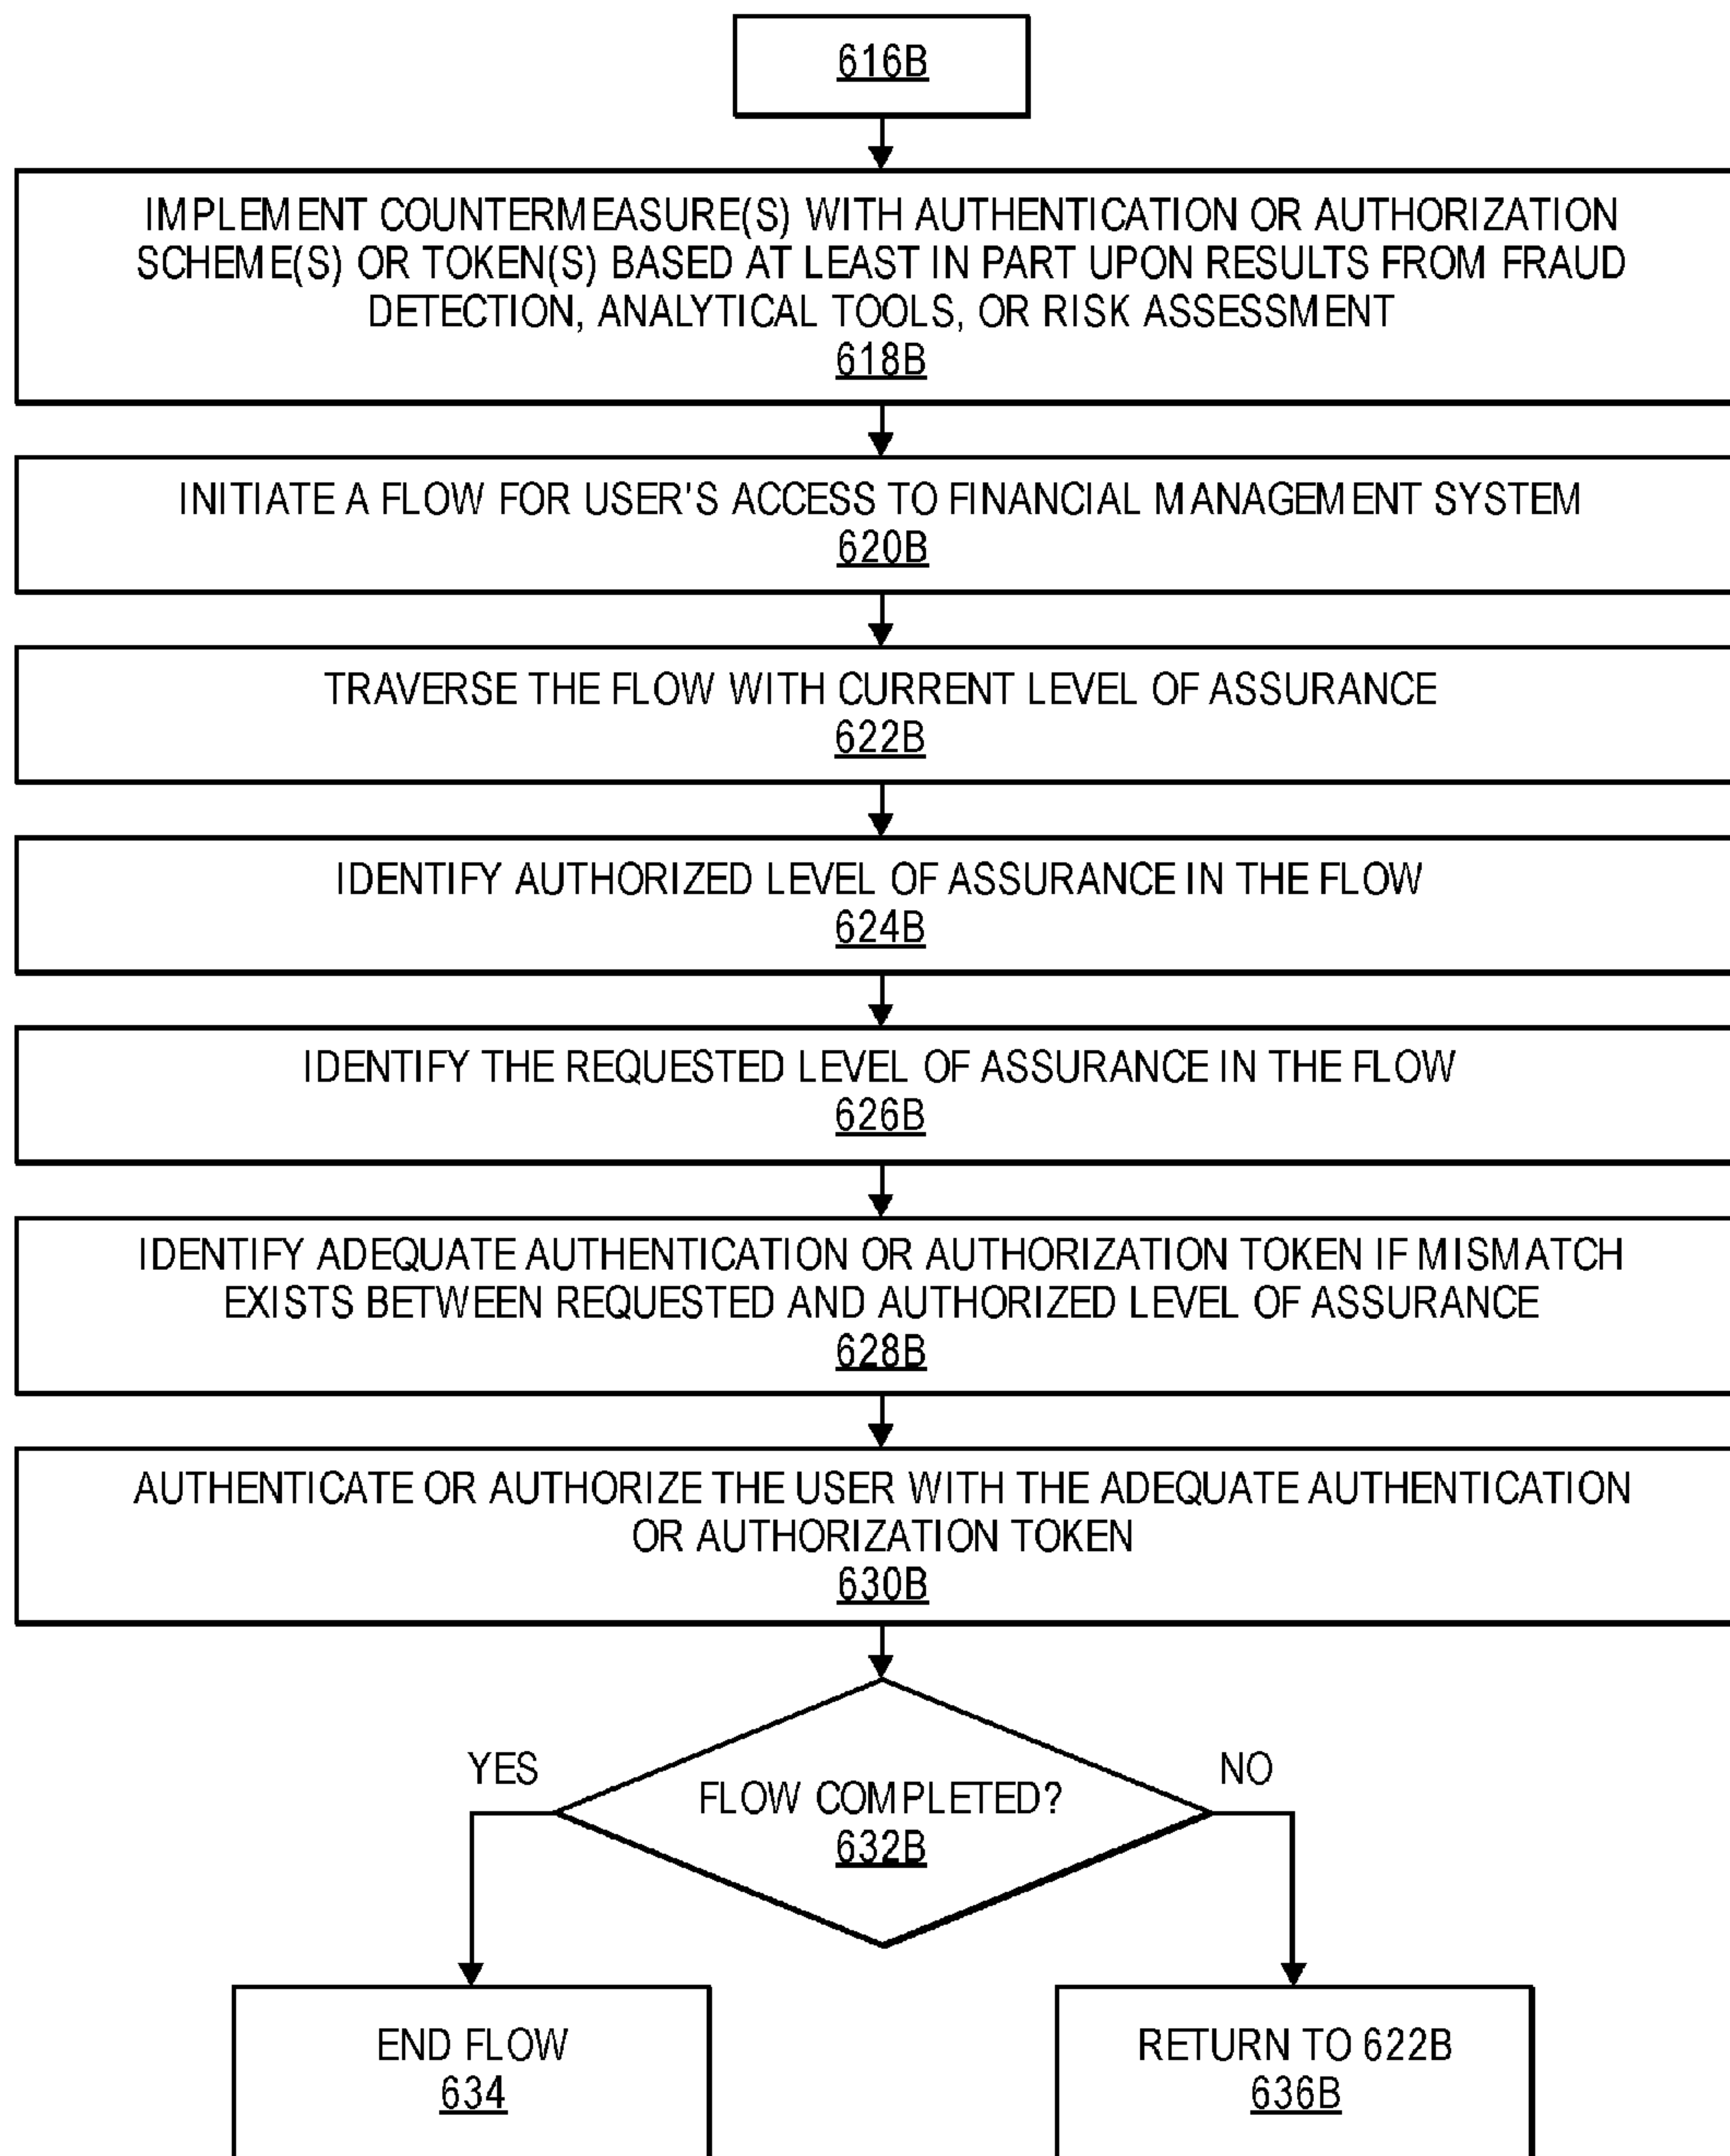 616B
IMPLEMENT COUNTERMEASURE(S) WITH AUTHENTICATION OR AUTHORIZATION
SCHEME(S) OR TOKEN(S) BASED AT LEAST IN PART UPON RESULTS FROM FRAUD
DETECTION, ANALYTICAL TOOLS, OR RISK ASSESSMENT
618B
INITIATE A FLOW FOR USER'S ACCESS TO FINANCIAL MANAGEMENT SYSTEM
620B
TRAVERSE THE FLOW WITH CURRENT LEVEL OF ASSURANCE
622B
IDENTIFY AUTHORIZED LEVEL OF ASSURANCE IN THE FLOW
624B
IDENTIFY THE REQUESTED LEVEL OF ASSURANCE IN THE FLOW
626B
IDENTIFY ADEQUATE AUTHENTICATION OR AUTHORIZATION TOKEN IF MISMATCH
EXISTS BETWEEN REQUESTED AND AUTHORIZED LEVEL OF ASSURANCE
628B
AUTHENTICATE OR AUTHORIZE THE USER WITH THE ADEQUATE AUTHENTICATION
OR AUTHORIZATION TOKEN
630B
YES
NO
FLOW COMPLETED?
632B
END FLOW
634
RETURN TO 622B
636B